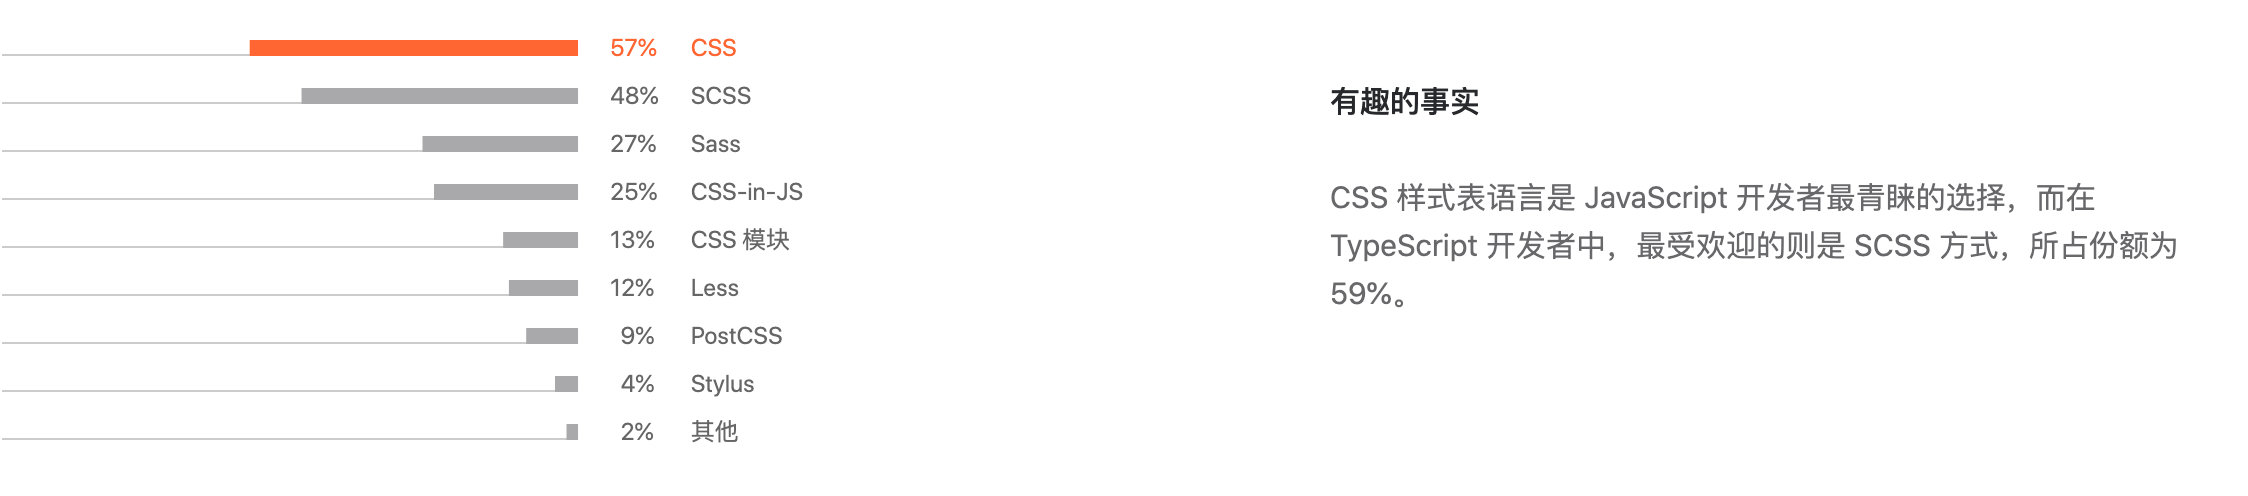 57% CSS
48% SCSS
27% Sass
25% CSS-in-JS
13% CSS 模块
12% Less
9% PostCSS
4% Stylus
2% 其他
有趣的事实
CSS 样式表语言是 JavaScript 开发者最青睐的选择，而在
TypeScript 开发者中，最受欢迎的则是 SCSS 方式，所占份额为
59%。